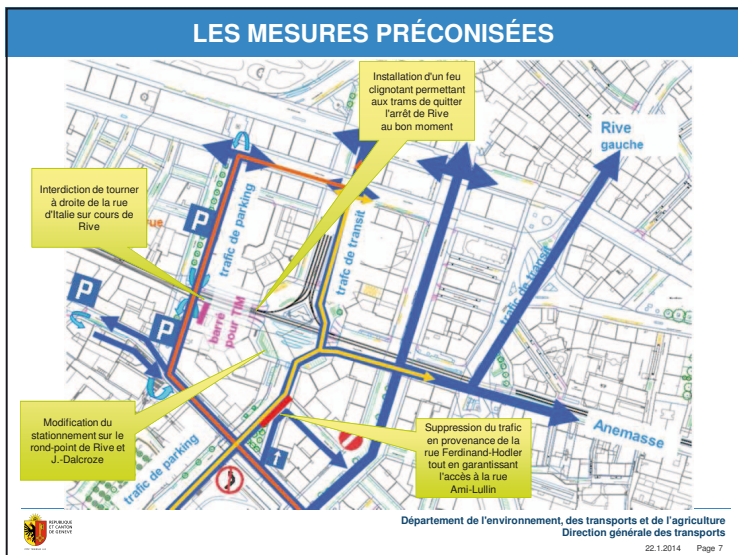 LES MESURES PRÉCONISÉES
Installation d'un feu
clignotant permettant
aux trams de quitter
l'arrêt de Rive
au bon moment
Rive
gauche
Interdiction de tourner
à droite de la rue
d'Italie sur cours de
Rive
rue
P
trafic de parking
trafc de transit
trafic de transit
P
P
barré
pour TIM
Modification du
stationnement sur le
rond-point de Rive et
J.-Dalcroze
Suppression du trafic
en provenance de la
rue Ferdinand-Hodler
tout en garantissant
l'accès à la rue
Ami-Lullin
Anemasse
trafic de parking
REPUBLIQUE
ET CANTON
DE GENEVE
Département de l'environnement, des transports et de l'agriculture
Direction générale des transports
22.1.2014 Page 7